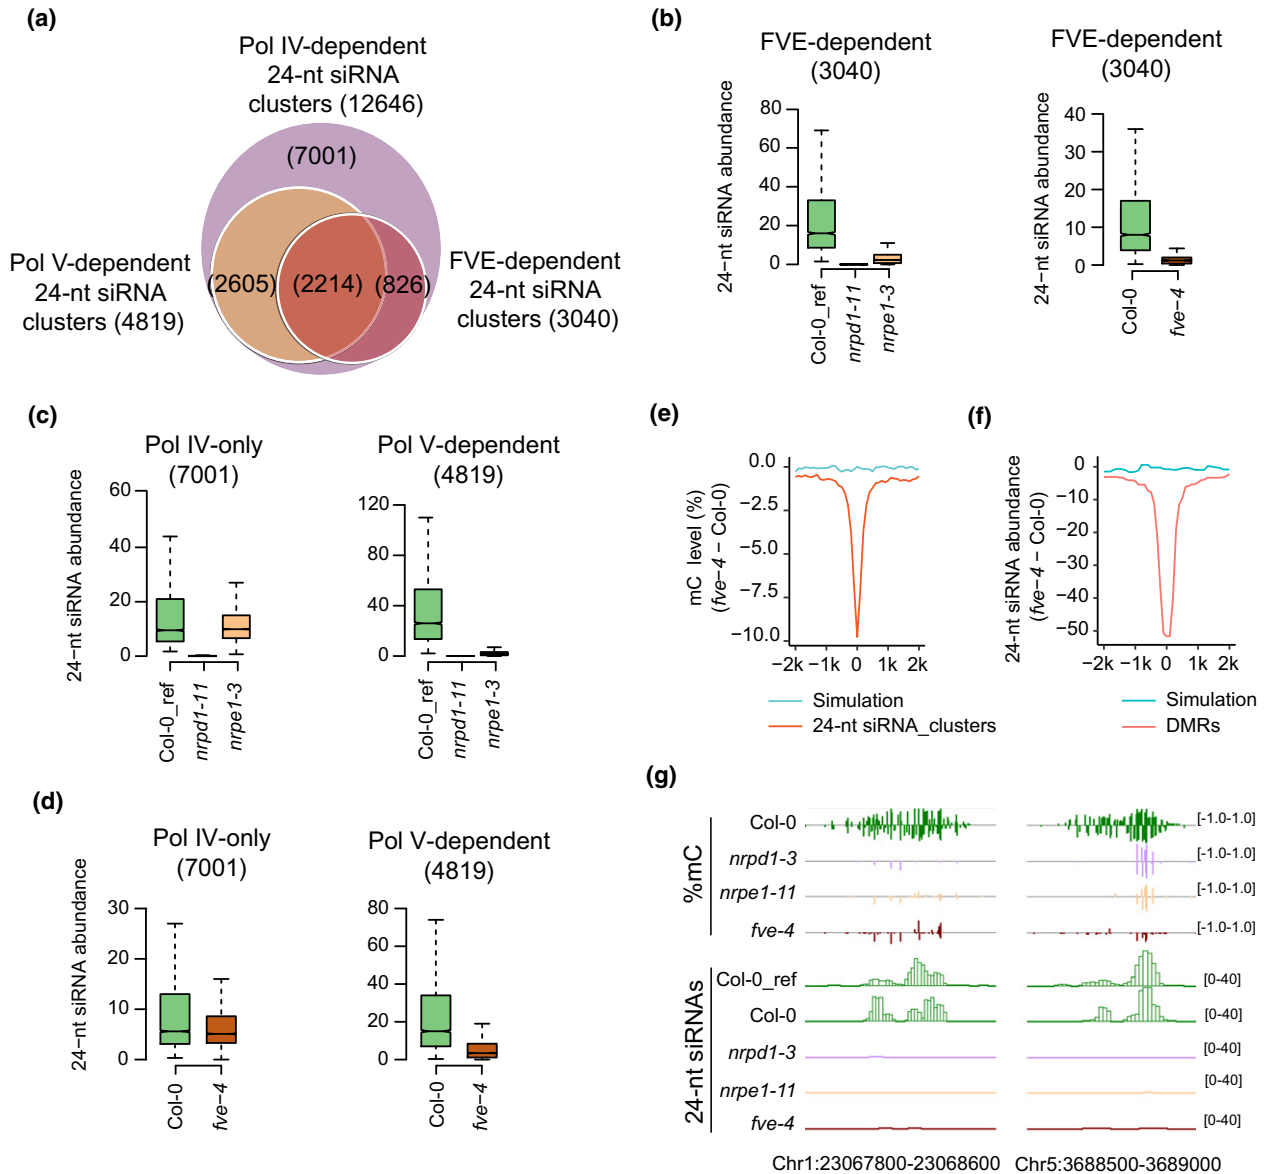 (a)
Pol IV-dependent
24-nt siRNA
clusters (12646)
(7001)
Pol V-dependent
24-nt siRNA
clusters (4819)
(2605)
(2214)
(826)
FVE-dependent
24-nt siRNA
clusters (3040)
(b)
FVE-dependent
(3040)
24−nt siRNA abundance
80
60
40
20
0
Col-0_ref
nrpd1-11
nrpe1-3
FVE-dependent
(3040)
24−nt siRNA abundance
40
30
20
10
0
Col-0
fve−4
(c)
Pol IV-only
(7001)
24−nt siRNA abundance
60
40
20
0
Col-0_ref
nrpd1-11
nrpe1-3
Pol V-dependent
(4819)
120
80
40
0
Col-0_ref
nrpd1-11
nrpe1-3
(d)
Pol IV-only
(7001)
24−nt siRNA abundance
30
20
10
0
Col-0
fve-4
Pol V-dependent
(4819)
80
60
40
20
0
Col-0
fve-4
(e)
mC level (%)
(fve−4 − Col-0)
0.0
−2.5
−5.0
−7.5
−10.0
−2k −1k 0 1k 2k
Simulation
24-nt siRNA_clusters
(f)
24-nt siRNA abundance
(fve−4 − Col-0)
0
−10
−20
−30
−40
−50
−2k −1k 0 1k 2k
Simulation
DMRs
(g)
%mC
Col-0 [-1.0-1.0]
nrpd1-3 [-1.0-1.0]
nrpe1-11 [-1.0-1.0]
fve-4 [-1.0-1.0]
24-nt siRNAs
Col-0_ref [0-40]
Col-0 [0-40]
nrpd1-3 [0-40]
nrpe1-11 [0-40]
fve-4 [0-40]
Chr1:23067800-23068600 Chr5:3688500-3689000